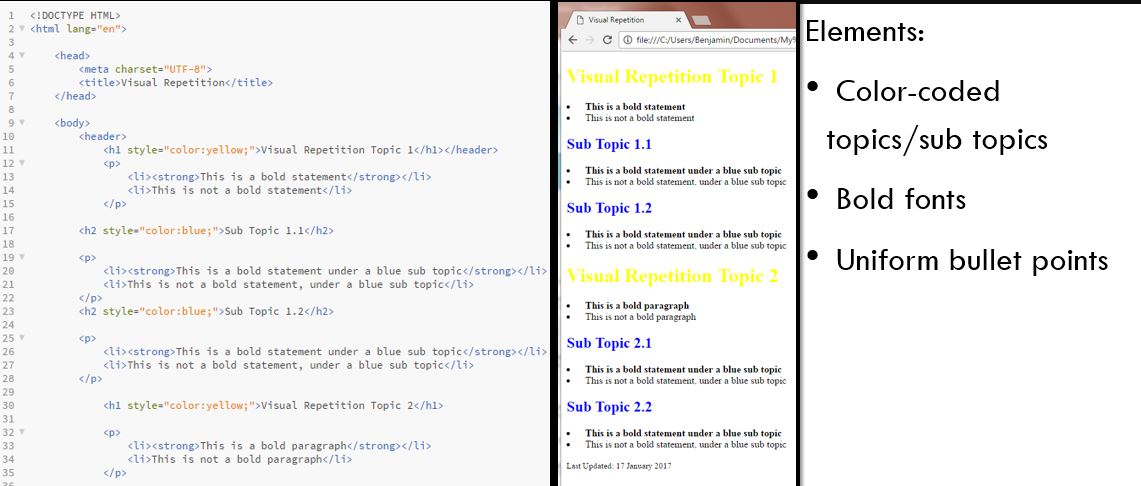 1 <!DOCTYPE HTML>
2 <html lang="en">
3
4 <head>
5 <meta charset="UTF-8">
6 <title>Visual Repetition</title>
7 </head>
8
9 <body>
10 <header>
11 <h1 style="color:yellow;">Visual Repetition Topic 1</h1></header>
12 <p>
13 <li><strong>This is a bold statement</strong></li>
14 <li>This is not a bold statement</li>
15 </p>
16
17 <h2 style="color:blue;">Sub Topic 1.1</h2>
18
19 <p>
20 <li><strong>This is a bold statement under a blue sub topic</strong></li>
21 <li>This is not a bold statement, under a blue sub topic</li>
22 </p>
23 <h2 style="color:blue;">Sub Topic 1.2</h2>
24
25 <p>
26 <li><strong>This is a bold statement under a blue sub topic</strong></li>
27 <li>This is not a bold statement, under a blue sub topic</li>
28 </p>
29
30 <h1 style="color:yellow;">Visual Repetition Topic 2</h1>
31
32 <p>
33 <li><strong>This is a bold paragraph</strong></li>
34 <li>This is not a bold paragraph</li>
35 </p>
Visual Repetition
file:///C:/Users/Benjamin/Documents/My%
Visual Repetition Topic 1
• This is a bold statement
• This is not a bold statement
Sub Topic 1.1
• This is a bold statement under a blue sub topic
• This is not a bold statement, under a blue sub topic
Sub Topic 1.2
• This is a bold statement under a blue sub topic
• This is not a bold statement, under a blue sub topic
Visual Repetition Topic 2
• This is a bold paragraph
• This is not a bold paragraph
Sub Topic 2.1
• This is a bold statement under a blue sub topic
• This is not a bold statement, under a blue sub topic
Sub Topic 2.2
• This is a bold statement under a blue sub topic
• This is not a bold statement, under a blue sub topic
Last Updated: 17 January 2017
Elements:
• Color-coded
topics/sub topics
• Bold fonts
• Uniform bullet points